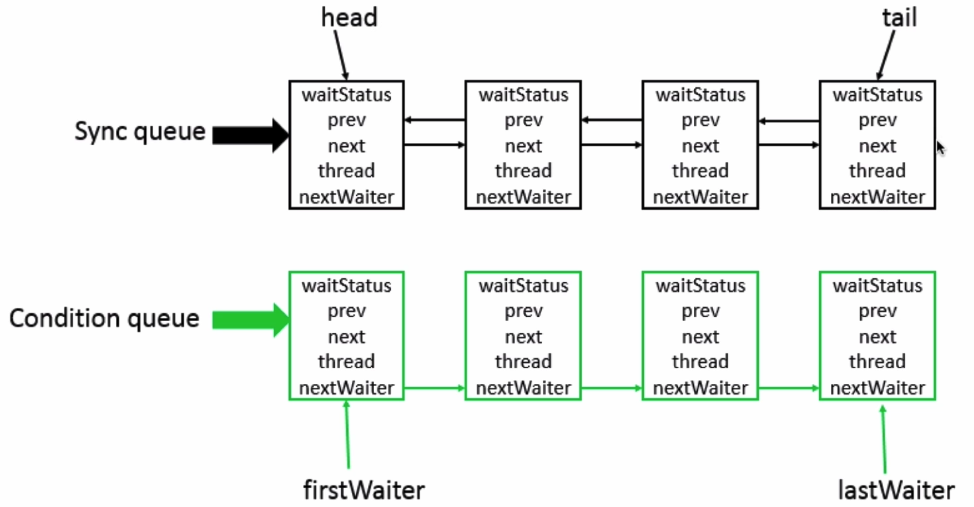 head
tail
Sync queue
waitStatus
prev
next
thread
nextWaiter
waitStatus
prev
next
thread
nextWaiter
waitStatus
prev
next
thread
nextWaiter
waitStatus
prev
next
thread
nextWaiter
Condition queue
waitStatus
prev
next
thread
nextWaiter
waitStatus
prev
next
thread
nextWaiter
waitStatus
prev
next
thread
nextWaiter
waitStatus
prev
next
thread
nextWaiter
firstWaiter
lastWaiter